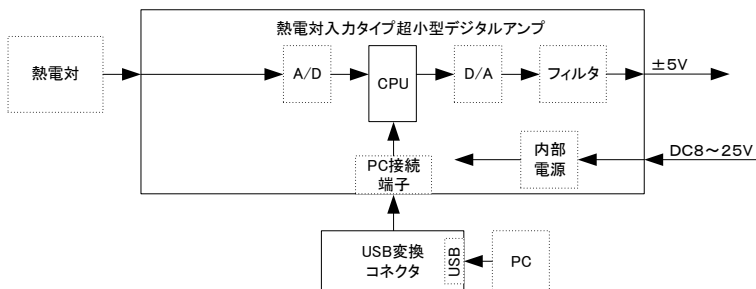 熱電対入力タイプ超小型デジタルアンプ
熱電対
A/D
CPU
D/A
フィルタ
±5V
PC接続
端子
内部
電源
DC8～25V
USB変換
コネクタ
USB
PC